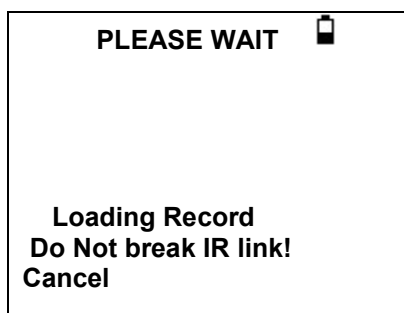 PLEASE WAIT
Loading Record
Do Not break IR link!
Cancel